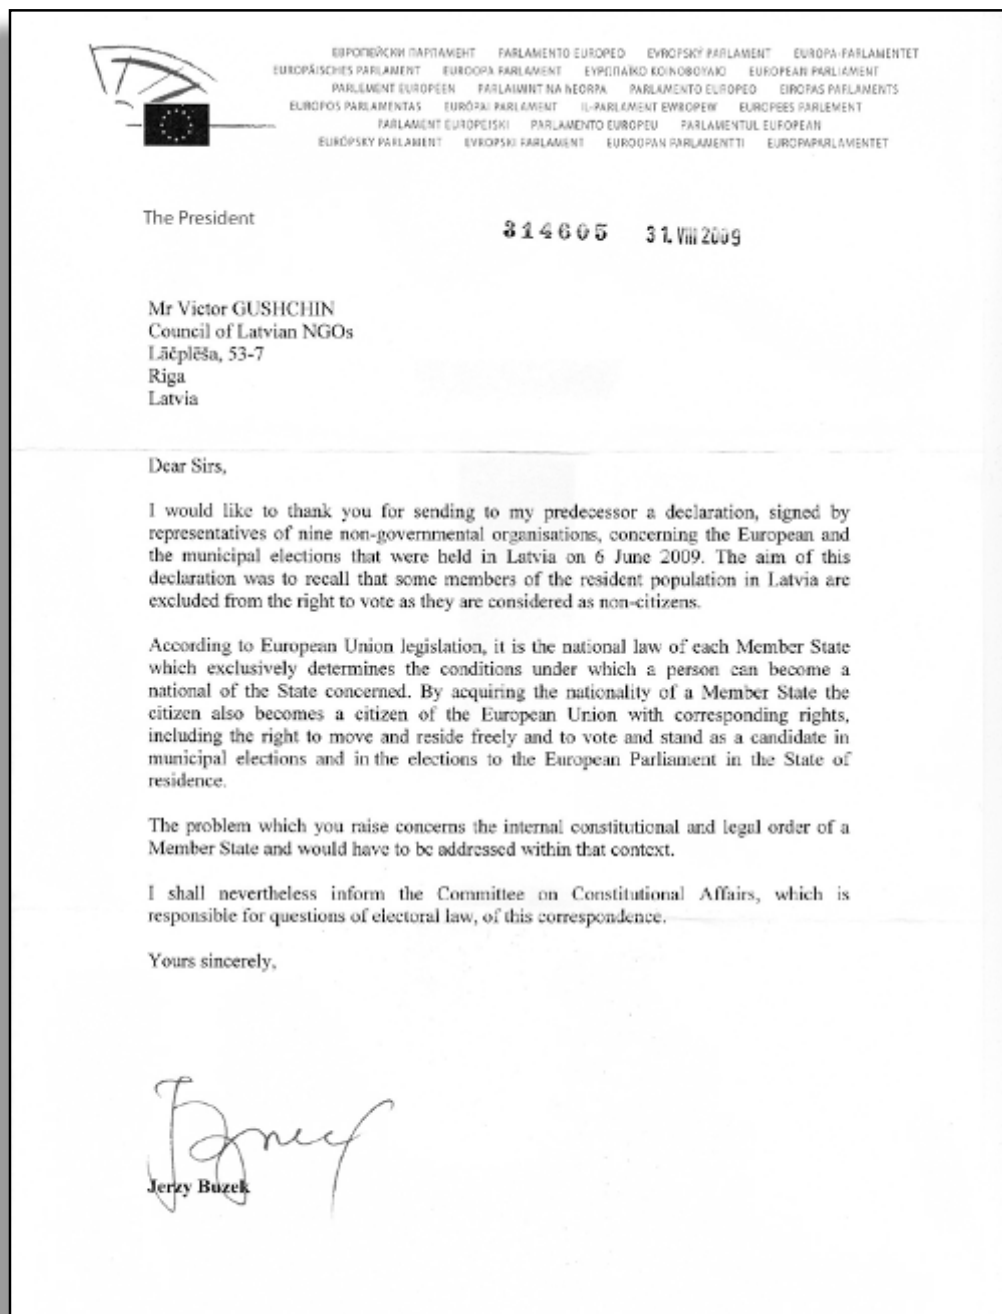 ЕВРОПЕЙСКИ ПАРЛАМЕНТ PARLAMENTO EUROPEO EVROPSKÝ PARLAMENT EUROPA-PARLAMENTET
EUROPÄISCHES PARLAMENT EUROOPA PARLAMENT ΕΥΡΩΠΑΪΚΟ ΚΟΙΝΟΒΟΥΛΙΟ EUROPEAN PARLIAMENT
PARLEMENT EUROPÉEN PARLAIMINT NA hEORPA PARLAMENTO EUROPEO EIROPAS PARLAMENTS
EUROPOS PARLAMENTAS EURÓPAI PARLAMENT IL-PARLAMENT EWROPEW EUROPEES PARLEMENT
PARLAMENT EUROPEJSKI PARLAMENTO EUROPEU PARLAMENTUL EUROPEAN
EURÓPSKY PARLAMENT EVROPSKI PARLAMENT EUROOPAN PARLAMENTTI EUROPAPARLAMENTET
The President
314605 31. VIII 2009
Mr Victor GUSHCHIN
Council of Latvian NGOs
Lāčplēša, 53-7
Riga
Latvia
Dear Sirs,
I would like to thank you for sending to my predecessor a declaration, signed by
representatives of nine non-governmental organisations, concerning the European and
the municipal elections that were held in Latvia on 6 June 2009. The aim of this
declaration was to recall that some members of the resident population in Latvia are
excluded from the right to vote as they are considered as non-citizens.
According to European Union legislation, it is the national law of each Member State
which exclusively determines the conditions under which a person can become a
national of the State concerned. By acquiring the nationality of a Member State the
citizen also becomes a citizen of the European Union with corresponding rights,
including the right to move and reside freely and to vote and stand as a candidate in
municipal elections and in the elections to the European Parliament in the State of
residence.
The problem which you raise concerns the internal constitutional and legal order of a
Member State and would have to be addressed within that context.
I shall nevertheless inform the Committee on Constitutional Affairs, which is
responsible for questions of electoral law, of this correspondence.
Yours sincerely,
Jerzy Buzek